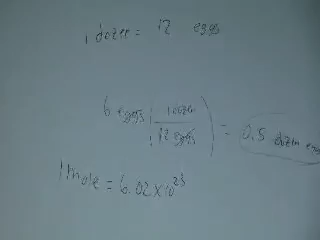 1 dozen = 12 eggs
6 eggs ( 1 dozen / 12 eggs ) = 0.5 dozen eggs
1 mole = 6.02 x 10^23